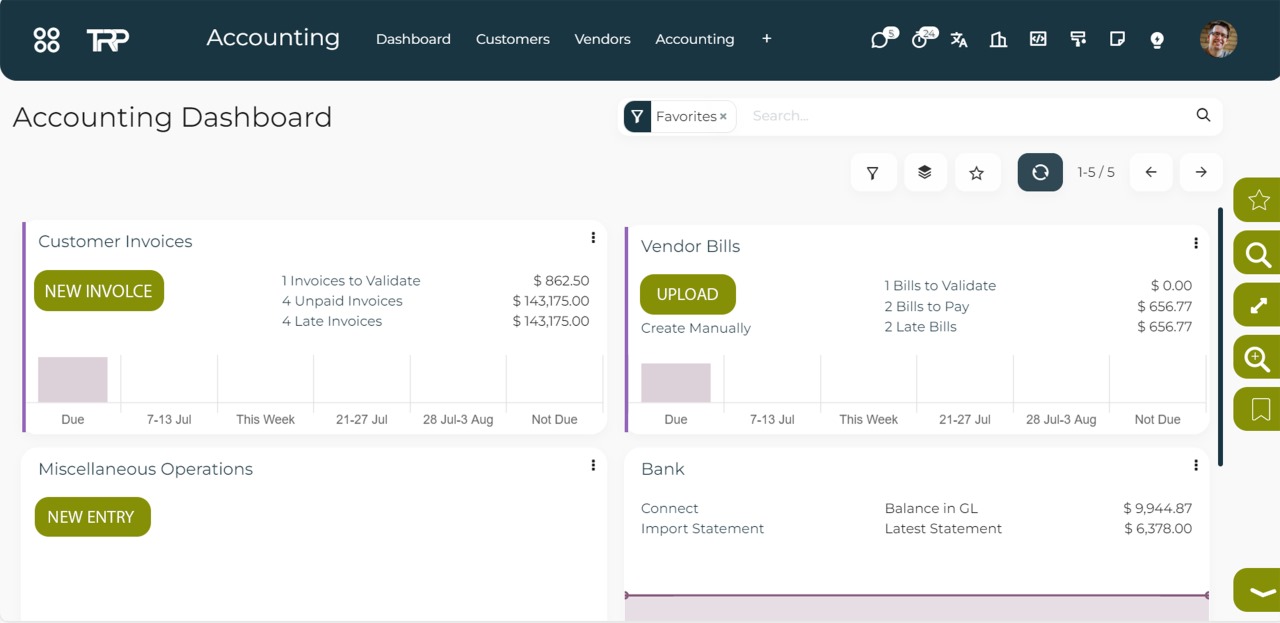 TRP
Accounting
Dashboard
Customers
Vendors
Accounting
+
5
24
Accounting Dashboard
Favorites ×
Search...
1-5 / 5
Customer Invoices
NEW INVOLCE
1 Invoices to Validate $ 862.50
4 Unpaid Invoices $ 143,175.00
4 Late Invoices $ 143,175.00
Due 7-13 Jul This Week 21-27 Jul 28 Jul-3 Aug Not Due
Vendor Bills
UPLOAD
Create Manually
1 Bills to Validate $ 0.00
2 Bills to Pay $ 656.77
2 Late Bills $ 656.77
Due 7-13 Jul This Week 21-27 Jul 28 Jul-3 Aug Not Due
Miscellaneous Operations
NEW ENTRY
Bank
Connect
Import Statement
Balance in GL $ 9,944.87
Latest Statement $ 6,378.00